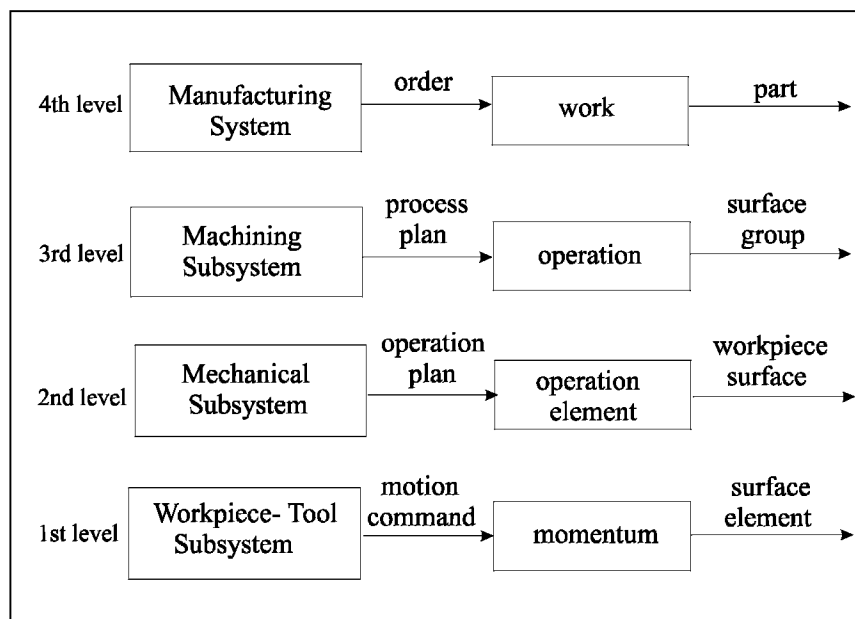 4th level
Manufacturing
System
order
work
part
3rd level
Machining
Subsystem
process
plan
operation
surface
group
2nd level
Mechanical
Subsystem
operation
plan
operation
element
workpiece
surface
1st level
Workpiece- Tool
Subsystem
motion
command
momentum
surface
element